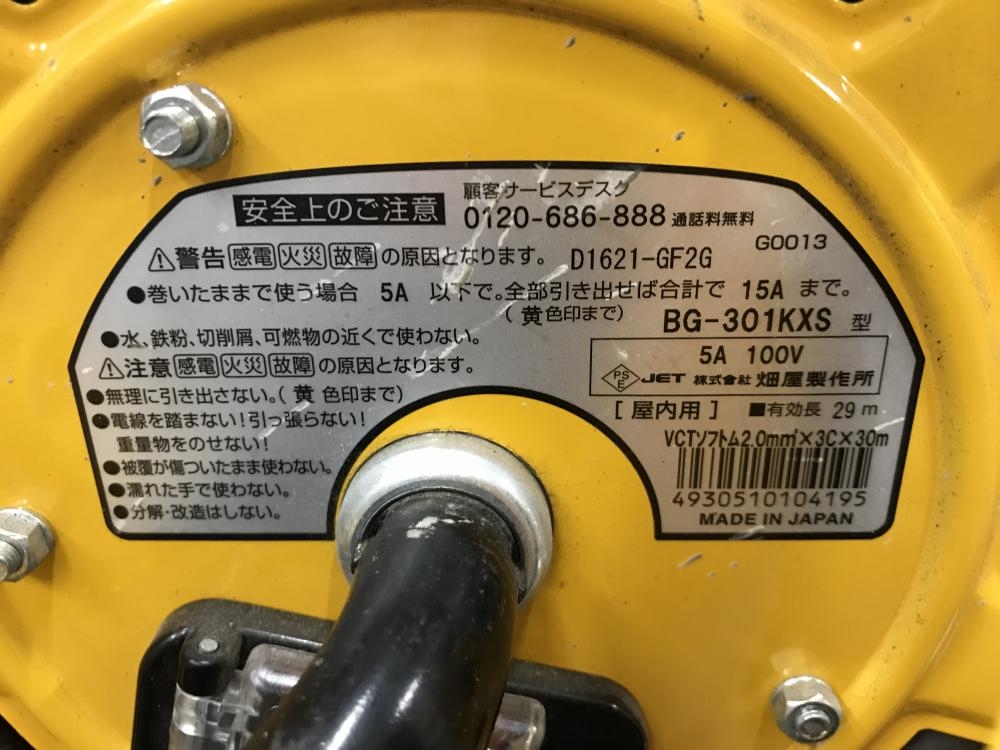 安全上のご注意
顧客サービスデスク
0120-686-888 通話料無料
G0013
⚠警告 感電 火災 故障 の原因となります。 D1621-GF2G
●巻いたままで使う場合 5A 以下で。全部引き出せば合計で 15A まで。
(黄色印まで)
●水、鉄粉、切削屑、可燃物の近くで使わない。
BG-301KXS 型
⚠注意 感電 火災 故障 の原因となります。
●無理に引き出さない。(黄 色印まで)
●電線を踏まない!引っ張らない!
重量物をのせない!
●被覆が傷ついたまま使わない。
●濡れた手で使わない。
●分解・改造はしない。
5A 100V
PS E JET 株式会社 畑屋製作所
[屋内用] ■有効長 29m
VCTソフトム2.0mm²×3C×30m
4930510104195
MADE IN JAPAN